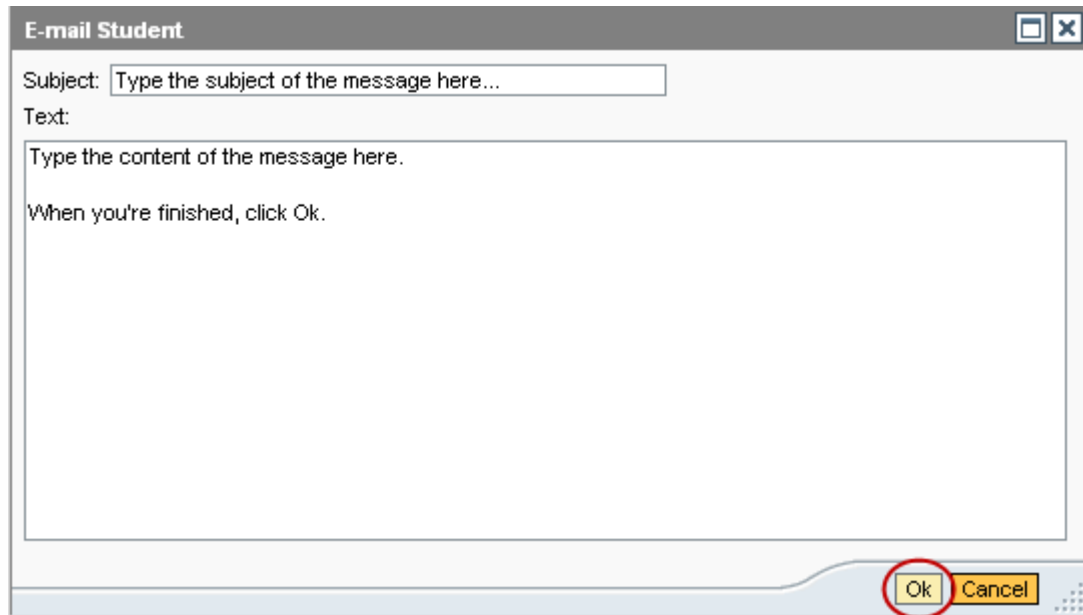 E-mail Student
Subject: Type the subject of the message here...
Text:
Type the content of the message here.
When you're finished, click Ok.
Ok Cancel